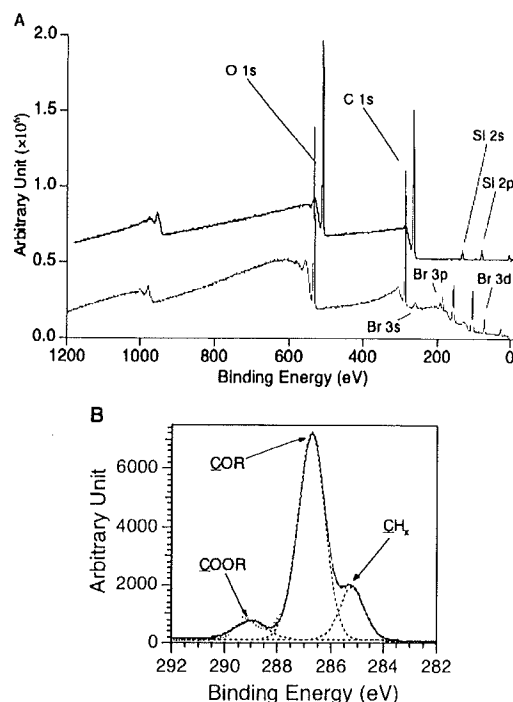 A
2.0
1.5
1.0
0.5
0.0
Arbitrary Unit (×10⁶)
O 1s
C 1s
Si 2s
Si 2p
Br 3p
Br 3d
Br 3s
1200 1000 800 600 400 200 0
Binding Energy (eV)
B
6000
4000
2000
0
Arbitrary Unit
COR
COOR
CHx
292 290 288 286 284 282
Binding Energy (eV)